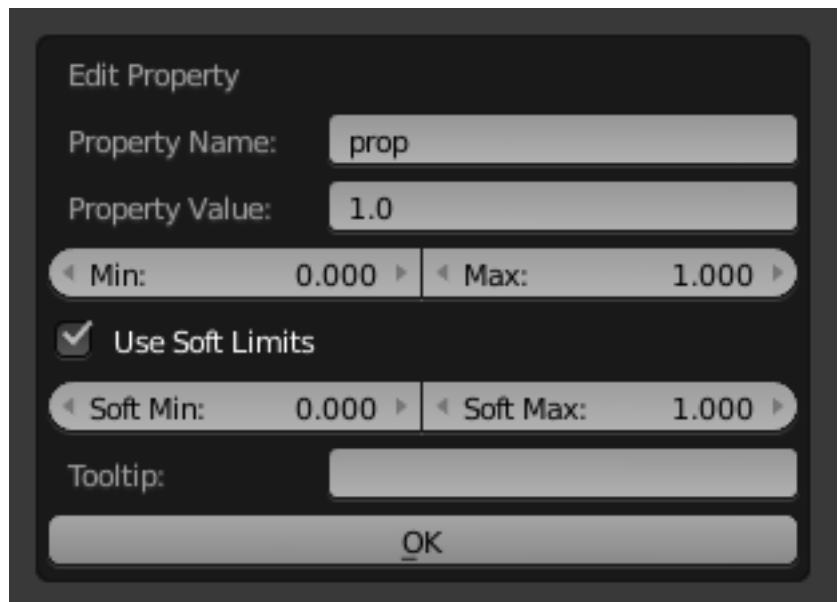 Edit Property
Property Name: prop
Property Value: 1.0
Min: 0.000 Max: 1.000
Use Soft Limits
Soft Min: 0.000 Soft Max: 1.000
Tooltip:
OK